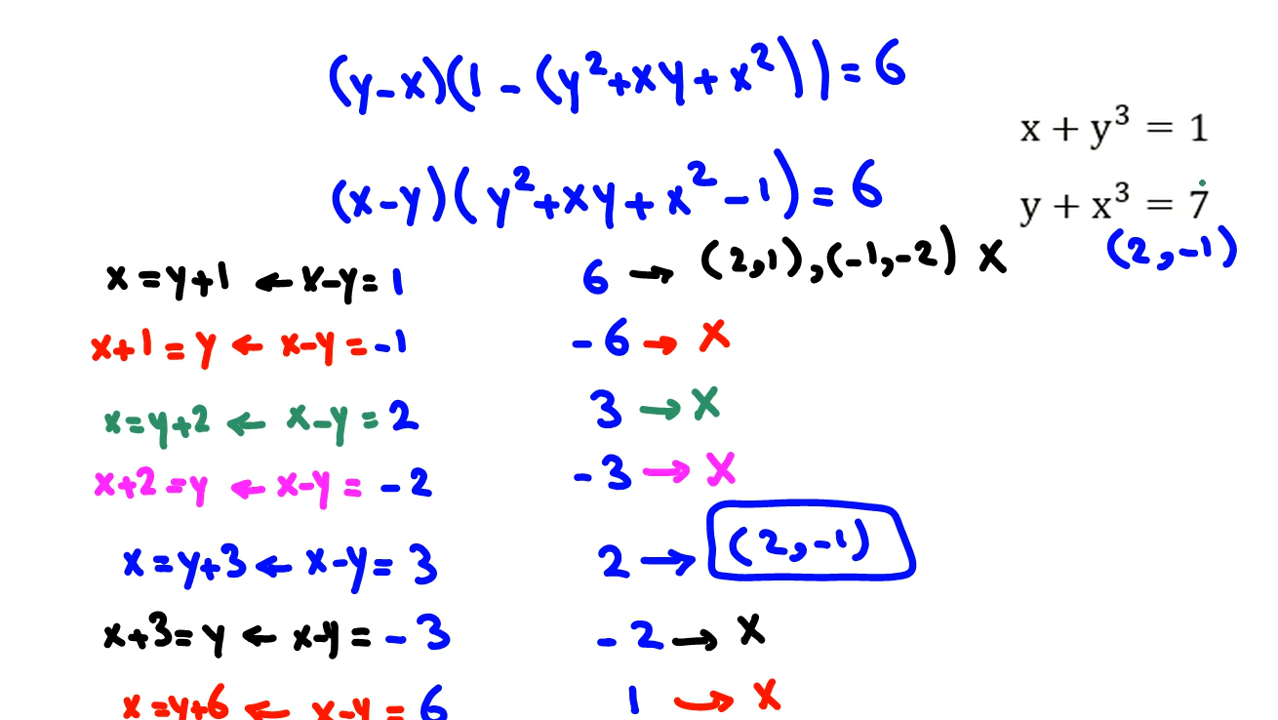 (y-x)(1-(y²+xy+x²))=6
x + y³ = 1
(x-y)(y²+xy+x²-1)=6
y + x³ = 7
(2,-1)
x=y+1 ← x-y=1 6 → (2,1),(-1,-2) x
x+1=y ← x-y=-1 -6 → x
x=y+2 ← x-y=2 3 → x
x+2=y ← x-y=-2 -3 → x
x=y+3 ← x-y=3 2 → (2,-1)
x+3=y ← x-y=-3 -2 → x
x=y+6 ← x-y=6 1 → x